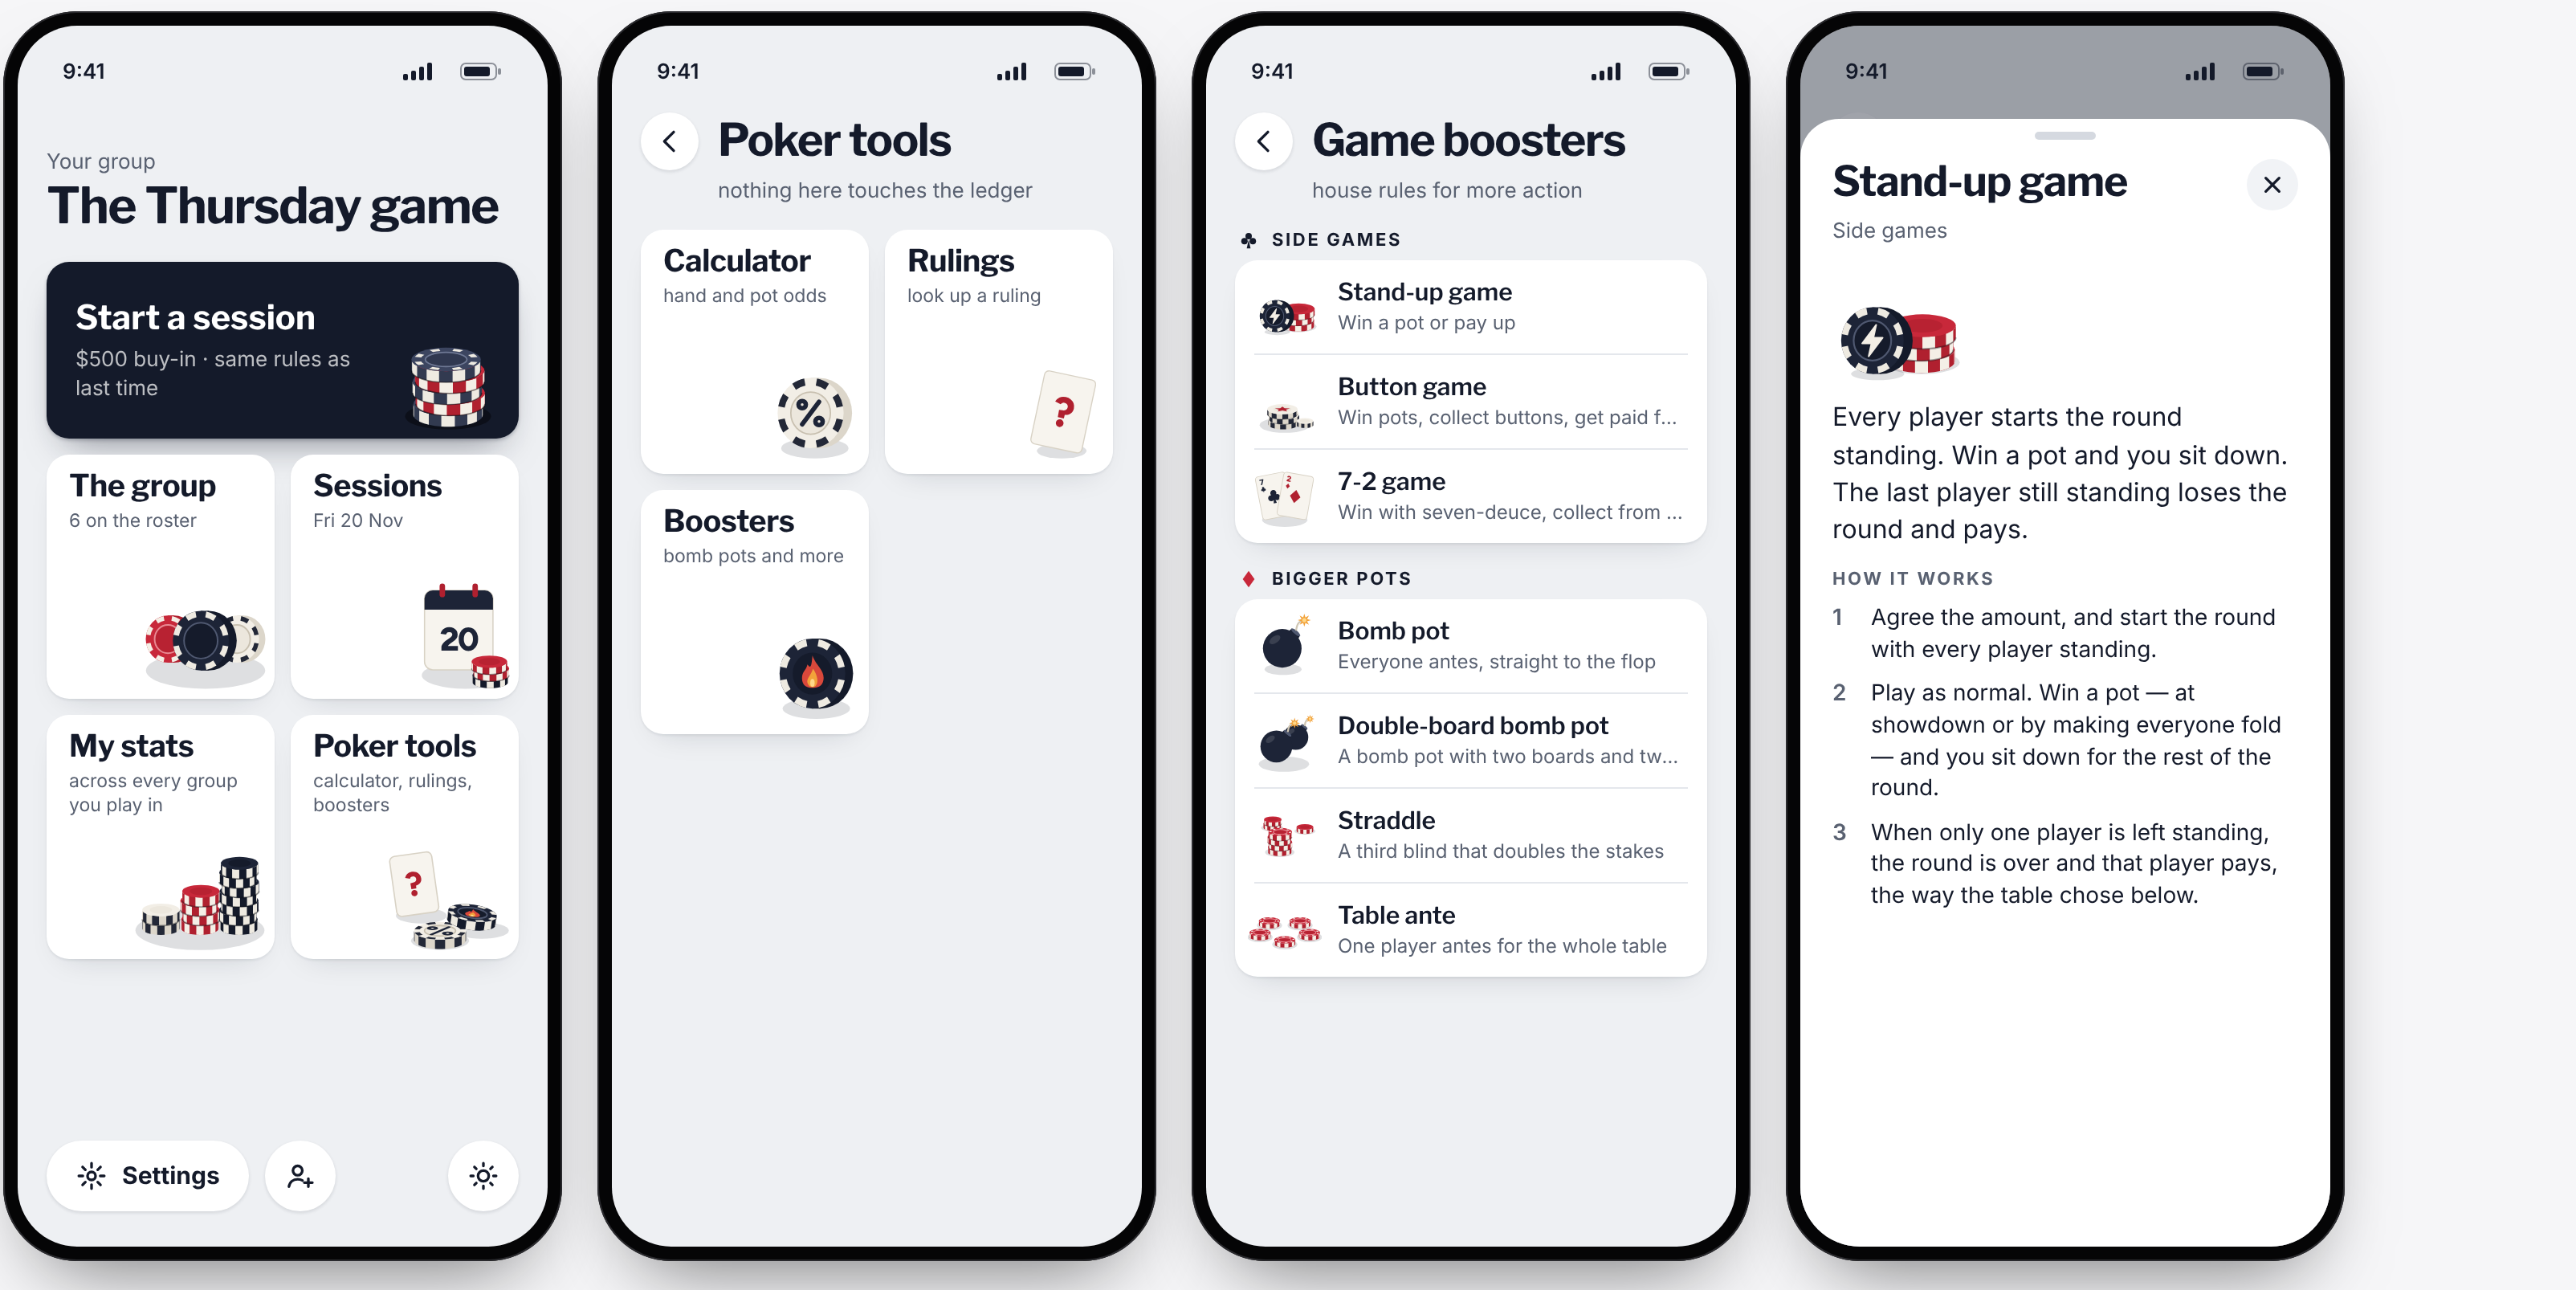 9:41
Your group
The Thursday game
Start a session
$500 buy-in · same rules as
last time
The group
6 on the roster
Sessions
Fri 20 Nov
20
My stats
across every group
you play in
Poker tools
calculator, rulings,
boosters
?
%
Settings
9:41
Poker tools
nothing here touches the ledger
Calculator
hand and pot odds
%
Rulings
look up a ruling
?
Boosters
bomb pots and more
9:41
Game boosters
house rules for more action
SIDE GAMES
Stand-up game
Win a pot or pay up
Button game
Win pots, collect buttons, get paid f...
7 2
7-2 game
Win with seven-deuce, collect from ...
BIGGER POTS
Bomb pot
Everyone antes, straight to the flop
Double-board bomb pot
A bomb pot with two boards and tw...
Straddle
A third blind that doubles the stakes
Table ante
One player antes for the whole table
9:41
Stand-up game
Side games
Every player starts the round
standing. Win a pot and you sit down.
The last player still standing loses the
round and pays.
HOW IT WORKS
1 Agree the amount, and start the round
with every player standing.
2 Play as normal. Win a pot — at
showdown or by making everyone fold
— and you sit down for the rest of the
round.
3 When only one player is left standing,
the round is over and that player pays,
the way the table chose below.